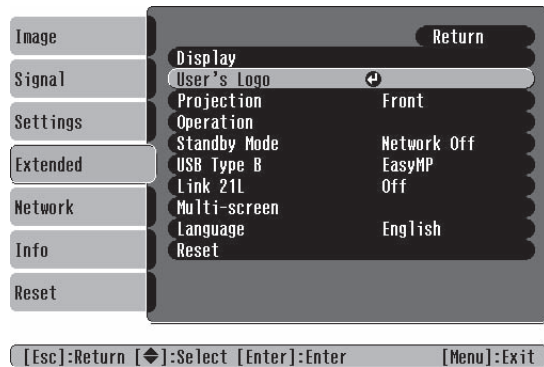 Image
Signal
Settings
Extended
Network
Info
Reset
Return
Display
User's Logo
Projection Front
Operation
Standby Mode Network Off
USB Type B EasyMP
Link 21L Off
Multi-screen
Language English
Reset
[Esc]:Return [◆]:Select [Enter]:Enter [Menu]:Exit